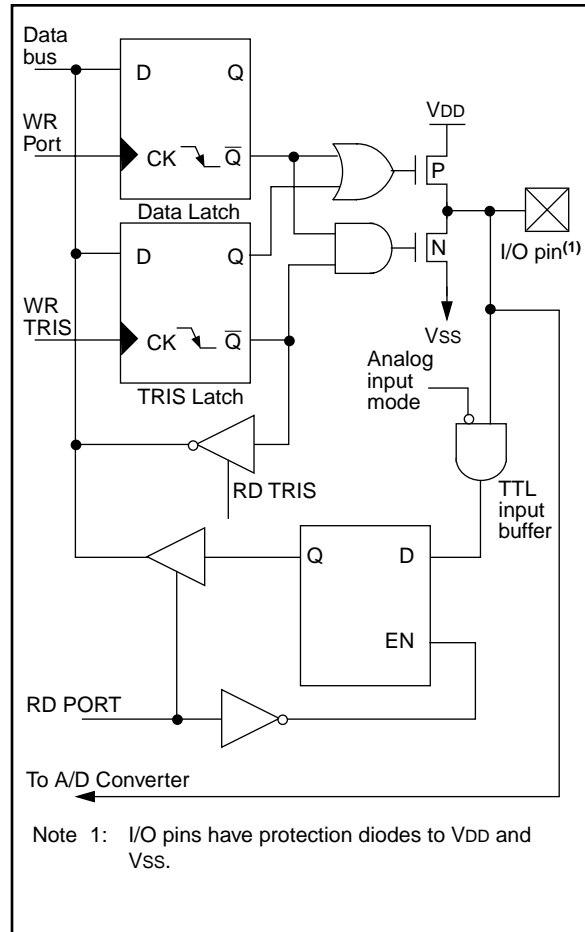 Data
bus
D Q
WR
Port
CK Q
Data Latch
VDD
P
D Q
N
I/O pin(1)
WR
TRIS
CK Q
VSS
TRIS Latch
Analog
input
mode
RD TRIS
TTL
input
buffer
Q D
EN
RD PORT
To A/D Converter
Note 1: I/O pins have protection diodes to VDD and
VSS.